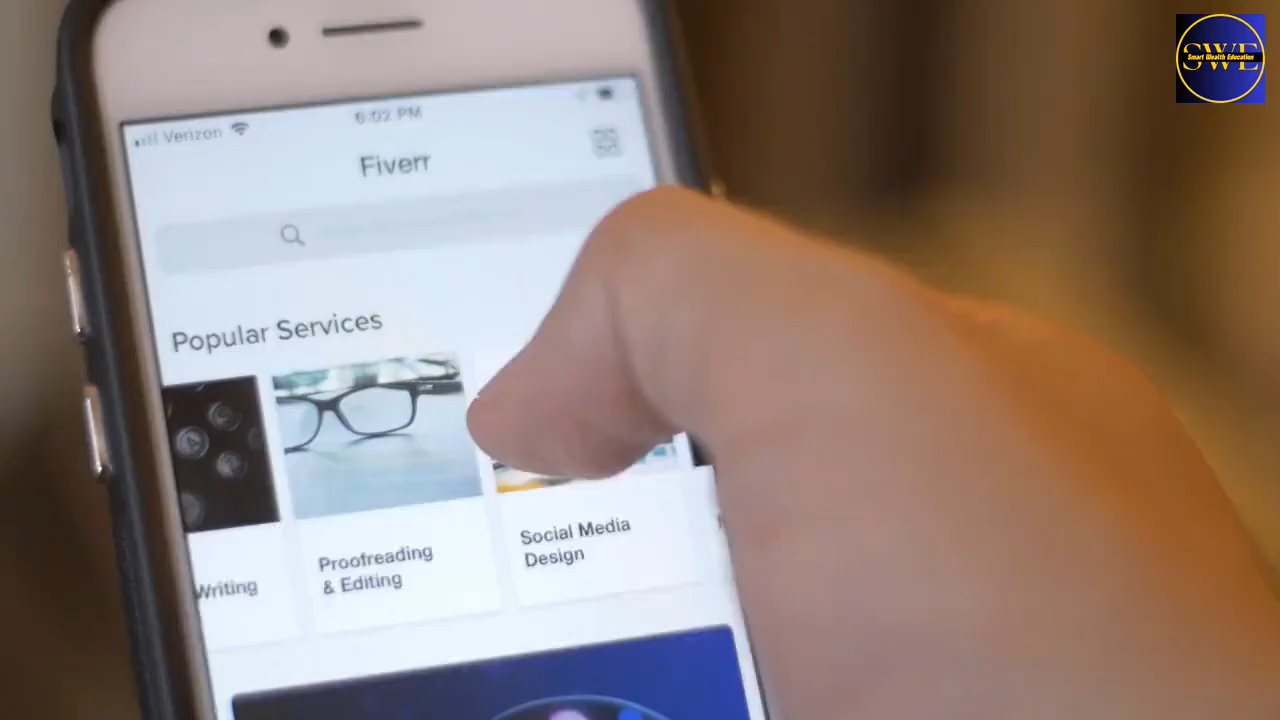 SWE
Smart Wealth Education
Verizon
6:02 PM
Fiverr
Popular Services
Writing
Proofreading
& Editing
Social Media
Design